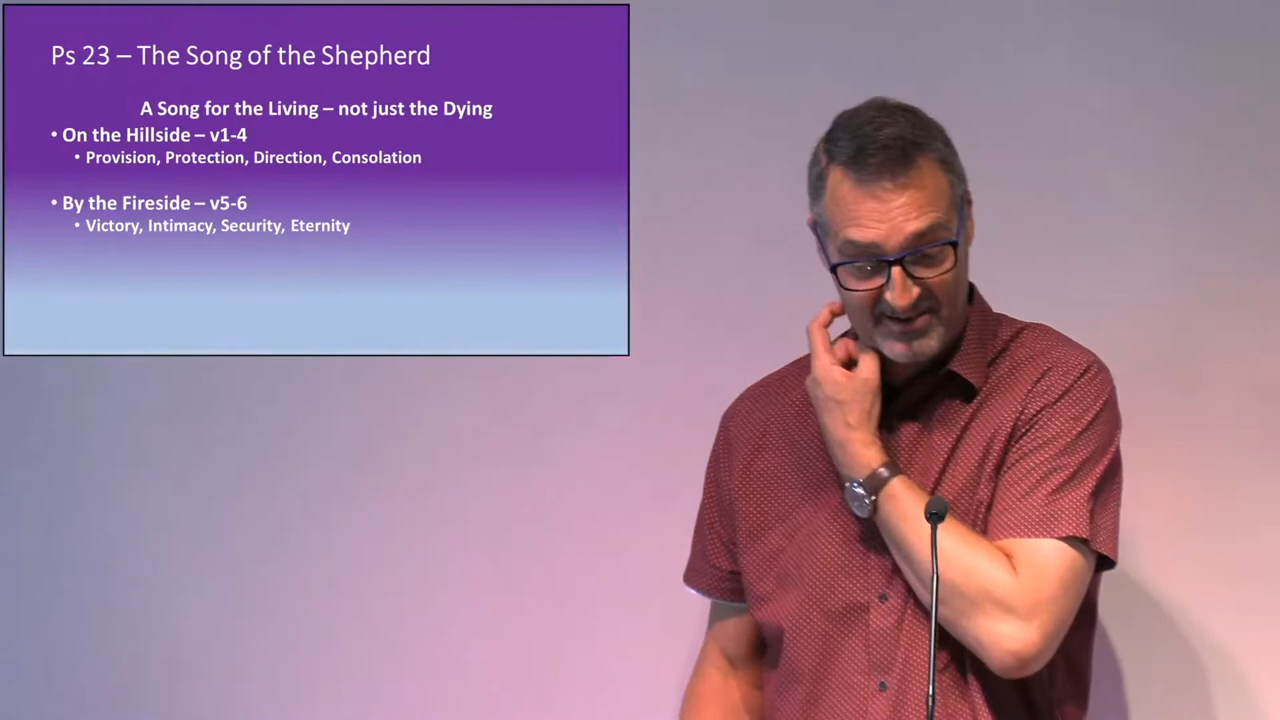 Ps 23 – The Song of the Shepherd
A Song for the Living – not just the Dying
• On the Hillside – v1-4
• Provision, Protection, Direction, Consolation
• By the Fireside – v5-6
• Victory, Intimacy, Security, Eternity